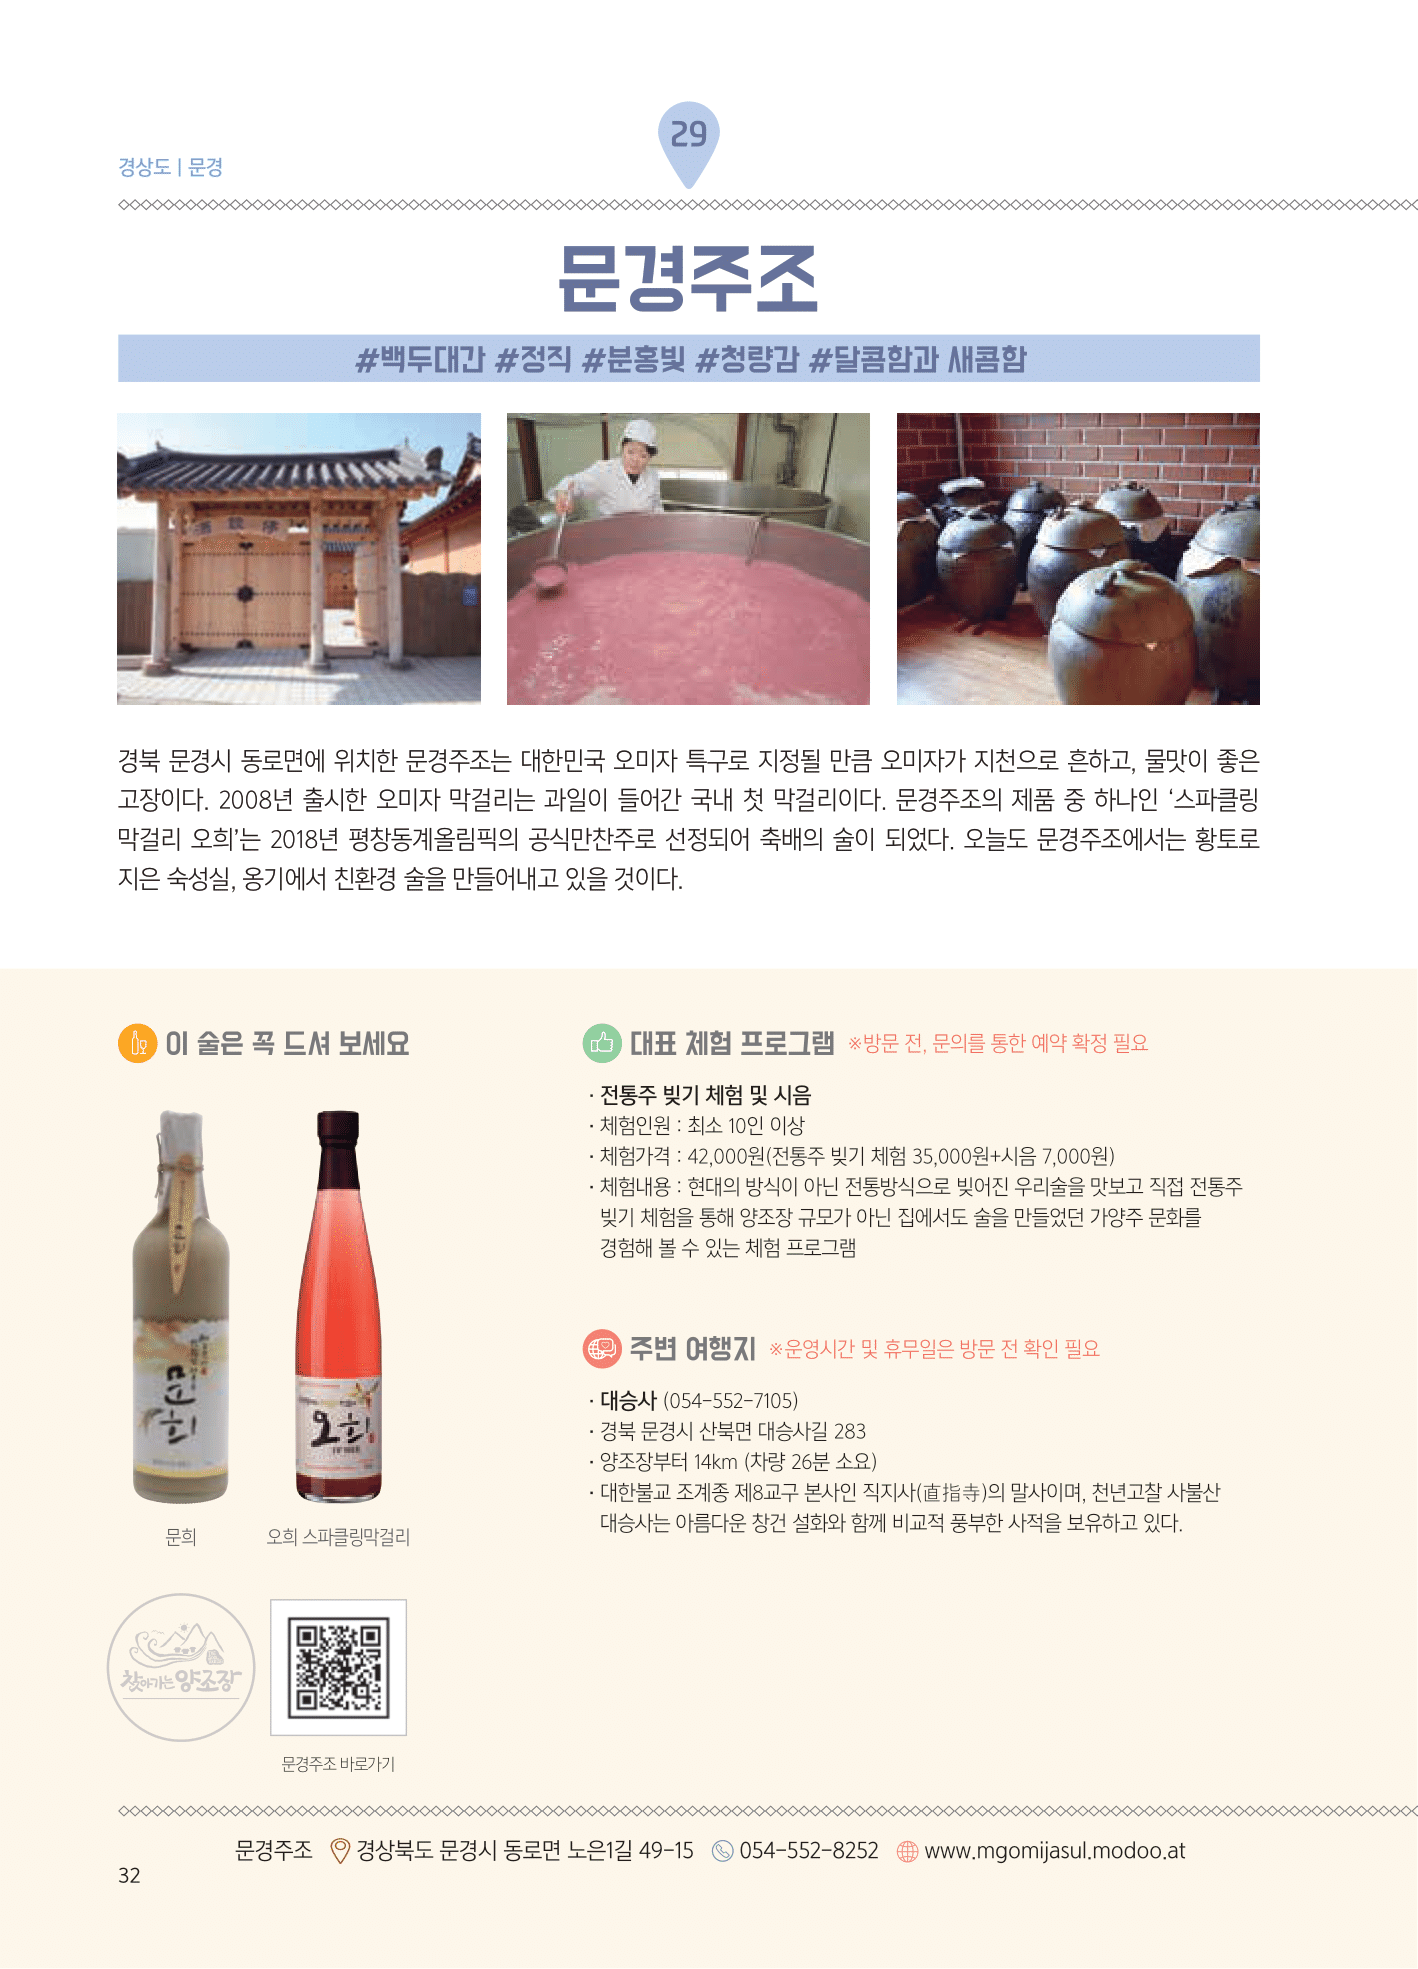 29
경상도 | 문경
문경주조
#백두대간 #정직 #분홍빛 #청량감 #달콤함과 새콤함
경북 문경시 동로면에 위치한 문경주조는 대한민국 오미자 특구로 지정될 만큼 오미자가 지천으로 흔하고, 물맛이 좋은
고장이다. 2008년 출시한 오미자 막걸리는 과일이 들어간 국내 첫 막걸리이다. 문경주조의 제품 중 하나인 ‘스파클링
막걸리 오희’는 2018년 평창동계올림픽의 공식만찬주로 선정되어 축배의 술이 되었다. 오늘도 문경주조에서는 황토로
지은 숙성실, 옹기에서 친환경 술을 만들어내고 있을 것이다.
이 술은 꼭 드셔 보세요
문희
오희
문희
오희 스파클링막걸리
찾아가는 양조장
문경주조 바로가기
대표 체험 프로그램 ※방문 전, 문의를 통한 예약 확정 필요
· 전통주 빚기 체험 및 시음
· 체험인원 : 최소 10인 이상
· 체험가격 : 42,000원(전통주 빚기 체험 35,000원+시음 7,000원)
· 체험내용 : 현대의 방식이 아닌 전통방식으로 빚어진 우리술을 맛보고 직접 전통주
빚기 체험을 통해 양조장 규모가 아닌 집에서도 술을 만들었던 가양주 문화를
경험해 볼 수 있는 체험 프로그램
주변 여행지 ※운영시간 및 휴무일은 방문 전 확인 필요
· 대승사 (054-552-7105)
· 경북 문경시 산북면 대승사길 283
· 양조장부터 14km (차량 26분 소요)
· 대한불교 조계종 제8교구 본사인 직지사(直指寺)의 말사이며, 천년고찰 사불산
대승사는 아름다운 창건 설화와 함께 비교적 풍부한 사적을 보유하고 있다.
문경주조 경상북도 문경시 동로면 노은1길 49-15 054-552-8252 www.mgomijasul.modoo.at
32